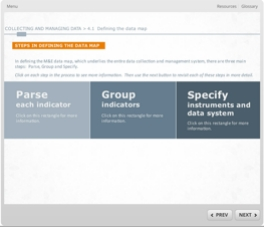 Menu
Resources Glossary
COLLECTING AND MANAGING DATA > 4.1 Defining the data map
STEPS IN DEFINING THE DATA MAP
In defining the M&E data map, which underlies the entire data collection and management system, there are three main
steps: Parse, Group and Specify.
Click on each step in the process to see more information. Then use the next button to revisit each of these steps in more detail.
Parse
each indicator
Click on this rectangle for more
information.
Group
indicators
Click on this rectangle for more
information.
Specify
instruments and
data system
Click on this rectangle for more
information.
< PREV
NEXT >